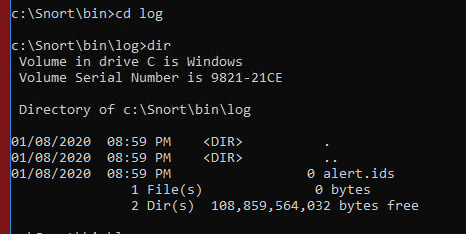 c:\Snort\bin>cd log
c:\Snort\bin\log>dir
 Volume in drive C is Windows
 Volume Serial Number is 9821-21CE
 Directory of c:\Snort\bin\log
01/08/2020  08:59 PM    <DIR>          .
01/08/2020  08:59 PM    <DIR>          ..
01/08/2020  08:59 PM                 0 alert.ids
               1 File(s)              0 bytes
               2 Dir(s)  108,859,564,032 bytes free